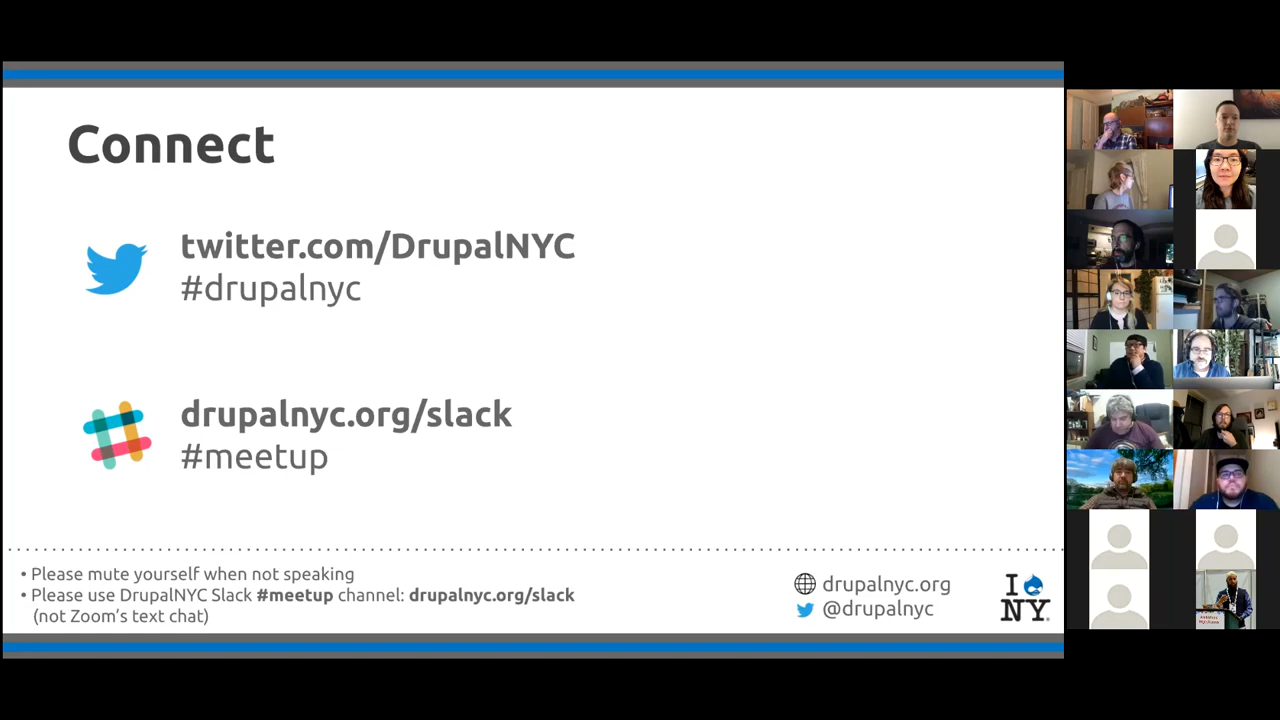 Connect
twitter.com/DrupalNYC
#drupalnyc
drupalnyc.org/slack
#meetup
• Please mute yourself when not speaking
• Please use DrupalNYC Slack #meetup channel: drupalnyc.org/slack
(not Zoom's text chat)
drupalnyc.org
@drupalnyc
I
NY